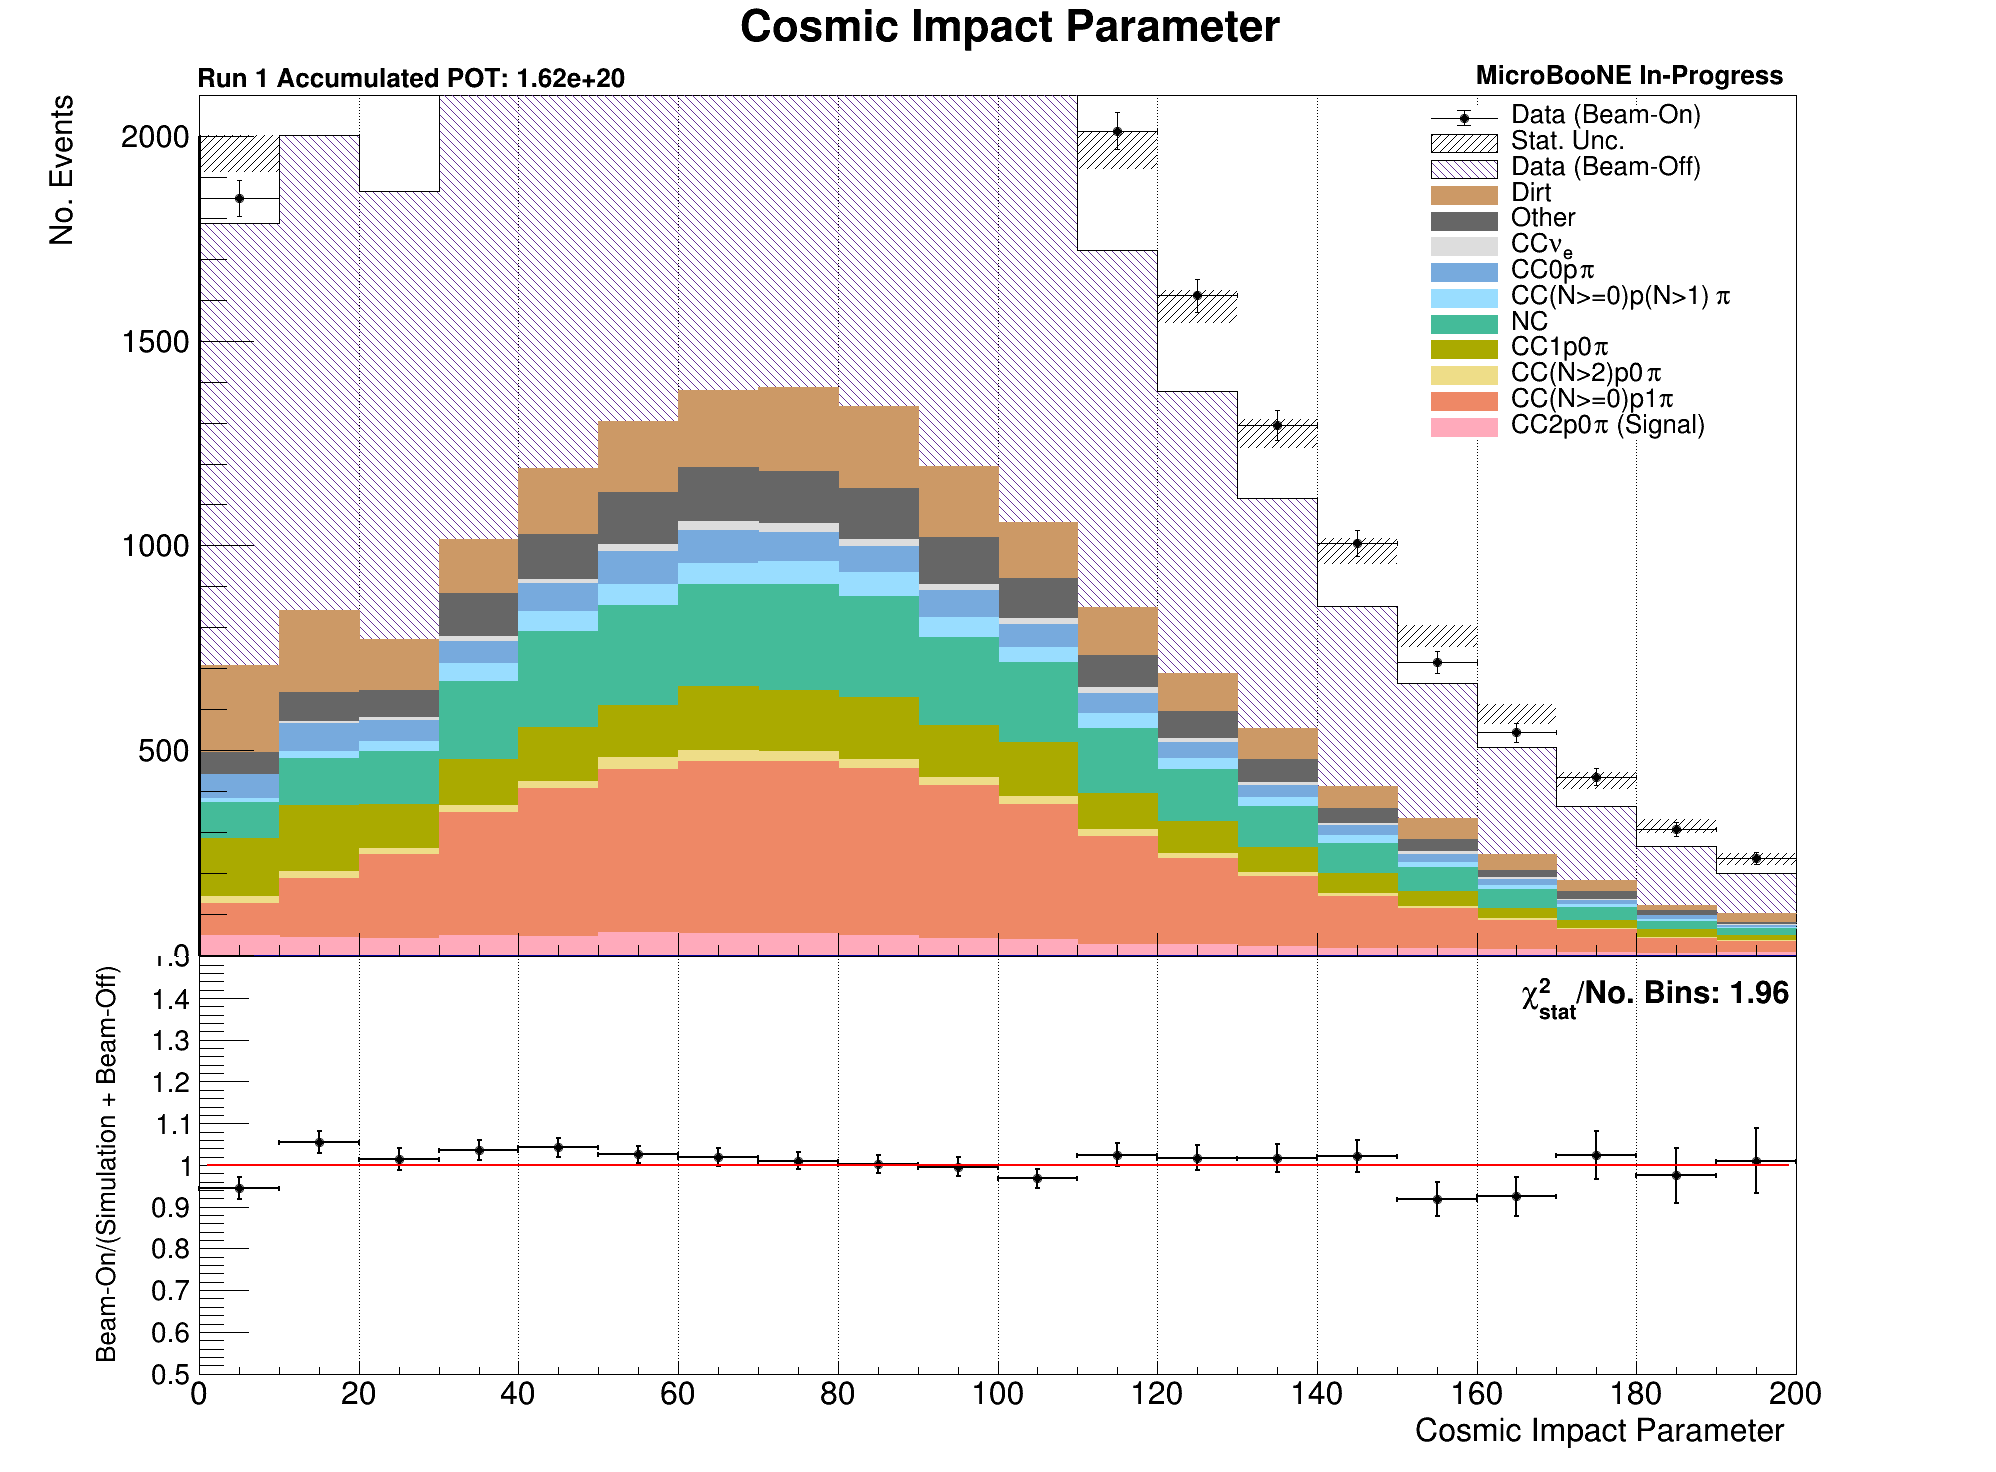 Cosmic Impact Parameter
Run 1 Accumulated POT: 1.62e+20
MicroBooNE In-Progress
No. Events
2000
1500
1000
500
0
Data (Beam-On)
Stat. Unc.
Data (Beam-Off)
Dirt
Other
CCνe
CC0pπ
CC(N>=0)p(N>1) π
NC
CC1p0π
CC(N>2)p0π
CC(N>=0)p1π
CC2p0π (Signal)
Beam-On/(Simulation + Beam-Off)
χ²stat/No. Bins: 1.96
1.5
1.4
1.3
1.2
1.1
1
0.9
0.8
0.7
0.6
0.5
0 20 40 60 80 100 120 140 160 180 200
Cosmic Impact Parameter